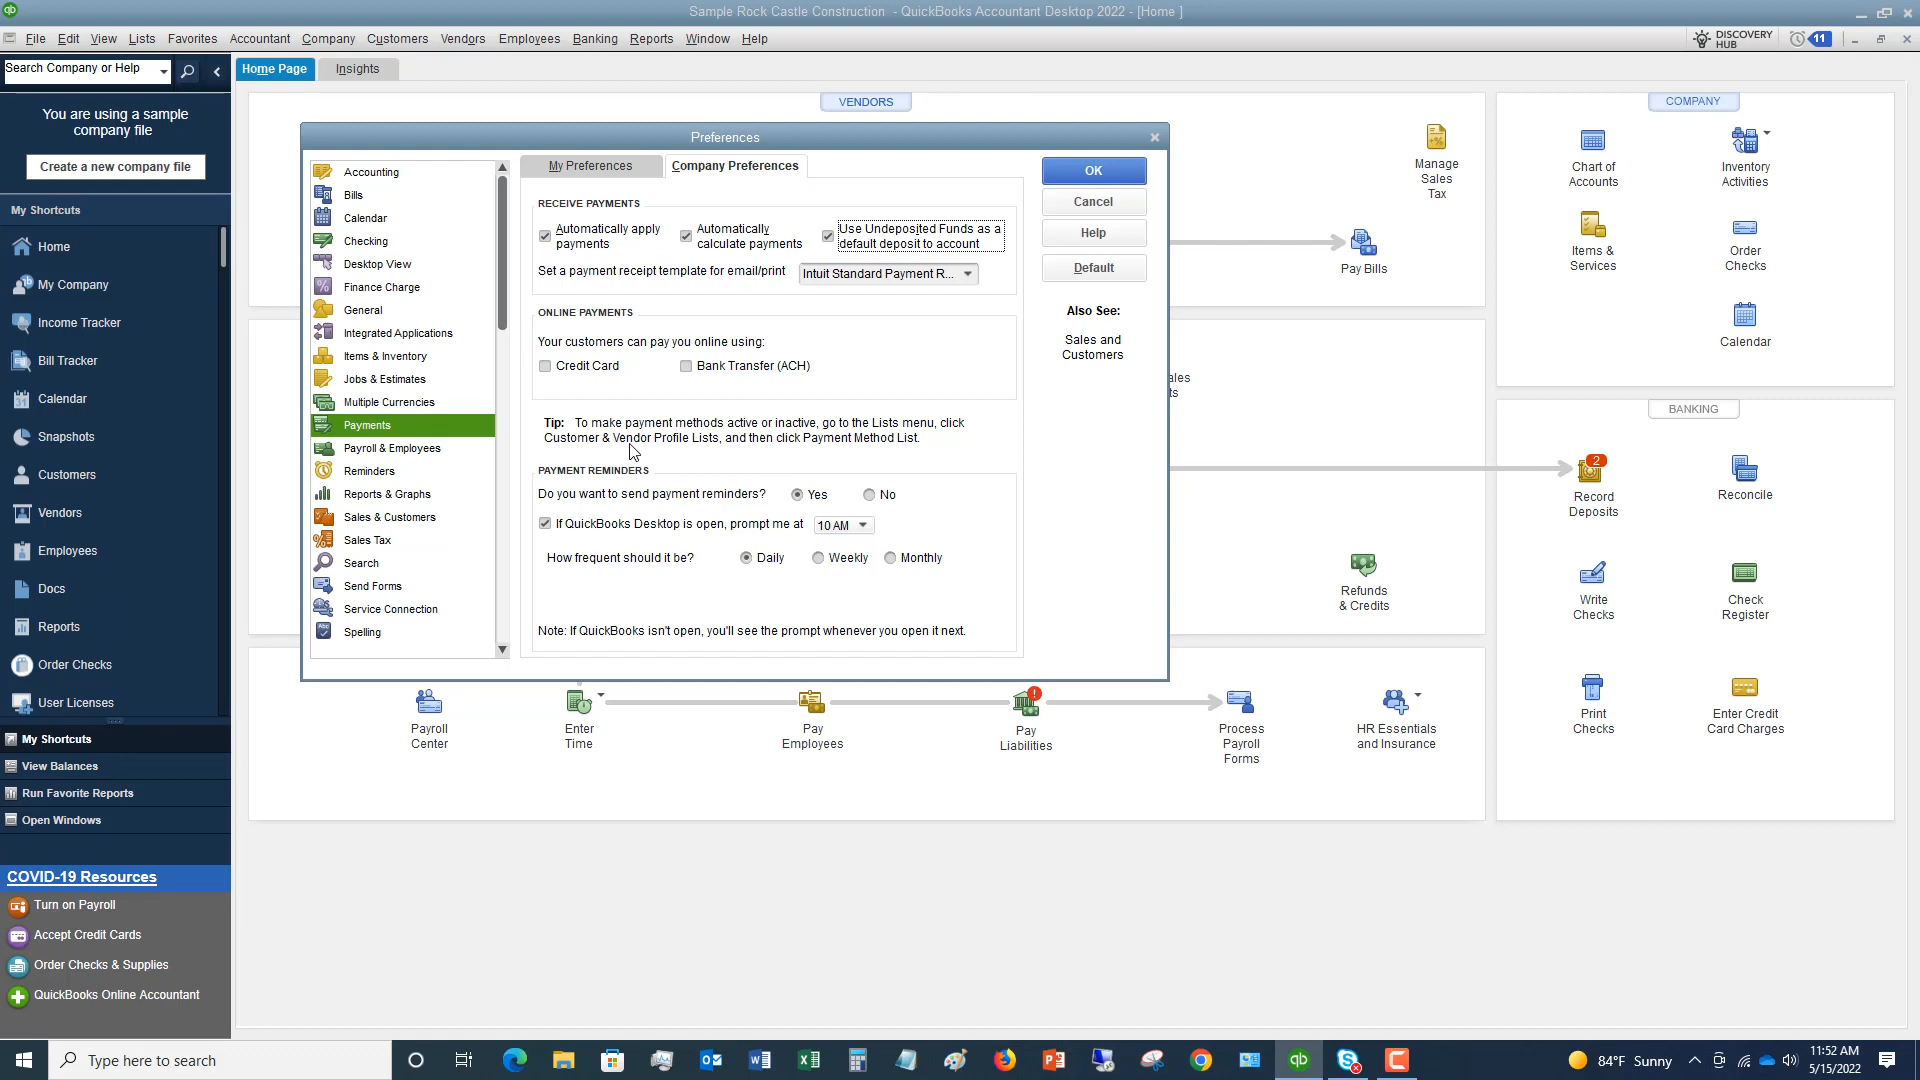 Sample Rock Castle Construction - QuickBooks Accountant Desktop 2022 - [Home ]
File Edit View Lists Favorites Accountant Company Customers Vendors Employees Banking Reports Window Help
DISCOVERY
HUB
11
Search Company or Help
Home Page
Insights
You are using a sample
company file
Create a new company file
My Shortcuts
Home
My Company
Income Tracker
Bill Tracker
Calendar
Snapshots
Customers
Vendors
Employees
Docs
Reports
Order Checks
User Licenses
My Shortcuts
View Balances
Run Favorite Reports
Open Windows
COVID-19 Resources
Turn on Payroll
Accept Credit Cards
Order Checks & Supplies
QuickBooks Online Accountant
VENDORS
Manage
Sales
Tax
Pay Bills
Preferences
Accounting
Bills
Calendar
Checking
Desktop View
Finance Charge
General
Integrated Applications
Items & Inventory
Jobs & Estimates
Multiple Currencies
Payments
Payroll & Employees
Reminders
Reports & Graphs
Sales & Customers
Sales Tax
Search
Send Forms
Service Connection
Spelling
My Preferences
Company Preferences
RECEIVE PAYMENTS
Automatically apply
payments
Automatically
calculate payments
Use Undeposited Funds as a
default deposit to account
Set a payment receipt template for email/print
Intuit Standard Payment R...
ONLINE PAYMENTS
Your customers can pay you online using:
Credit Card
Bank Transfer (ACH)
Tip: To make payment methods active or inactive, go to the Lists menu, click
Customer & Vendor Profile Lists, and then click Payment Method List.
PAYMENT REMINDERS
Do you want to send payment reminders? Yes No
If QuickBooks Desktop is open, prompt me at 10 AM
How frequent should it be? Daily Weekly Monthly
Note: If QuickBooks isn't open, you'll see the prompt whenever you open it next.
OK
Cancel
Help
Default
Also See:
Sales and
Customers
ales
ts
Refunds
& Credits
Payroll
Center
Enter
Time
Pay
Employees
Pay
Liabilities
Process
Payroll
Forms
HR Essentials
and Insurance
COMPANY
Chart of
Accounts
Inventory
Activities
Items &
Services
Order
Checks
Calendar
BANKING
2
Record
Deposits
Reconcile
Write
Checks
Check
Register
Print
Checks
Enter Credit
Card Charges
Type here to search
84°F Sunny
11:52 AM
5/15/2022